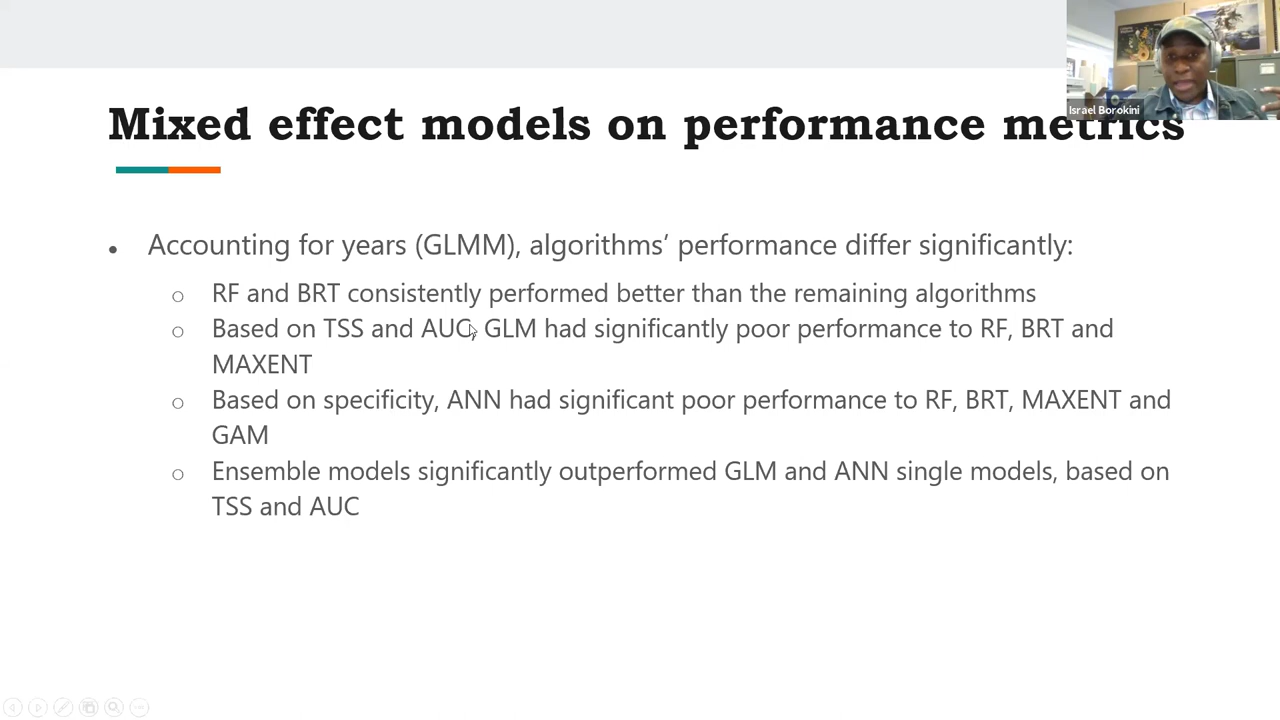 Mixed effect models on performance metrics
Israel Borokini
Accounting for years (GLMM), algorithms’ performance differ significantly:
RF and BRT consistently performed better than the remaining algorithms
Based on TSS and AUC, GLM had significantly poor performance to RF, BRT and
MAXENT
Based on specificity, ANN had significant poor performance to RF, BRT, MAXENT and
GAM
Ensemble models significantly outperformed GLM and ANN single models, based on
TSS and AUC